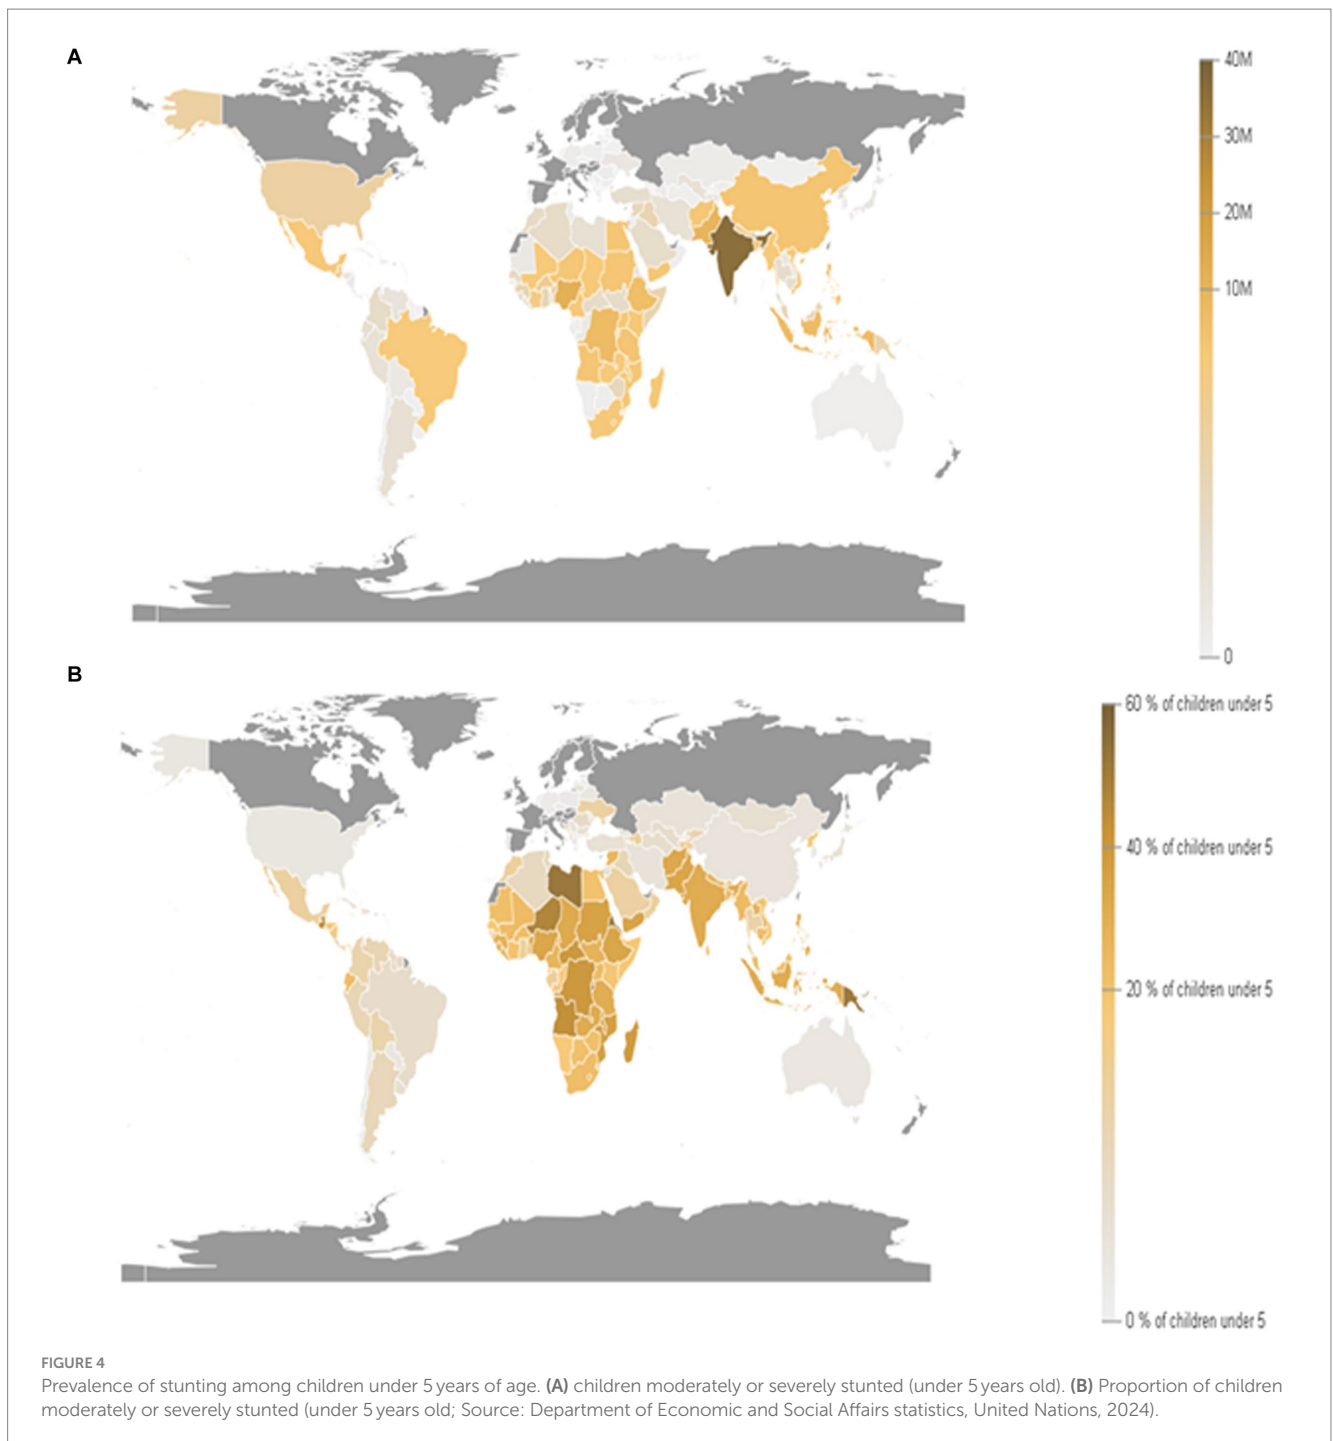 A
40M
30M
20M
10M
0
B
60 % of children under 5
40 % of children under 5
20 % of children under 5
0 % of children under 5
FIGURE 4
Prevalence of stunting among children under 5 years of age. (A) children moderately or severely stunted (under 5 years old). (B) Proportion of children
moderately or severely stunted (under 5 years old; Source: Department of Economic and Social Affairs statistics, United Nations, 2024).